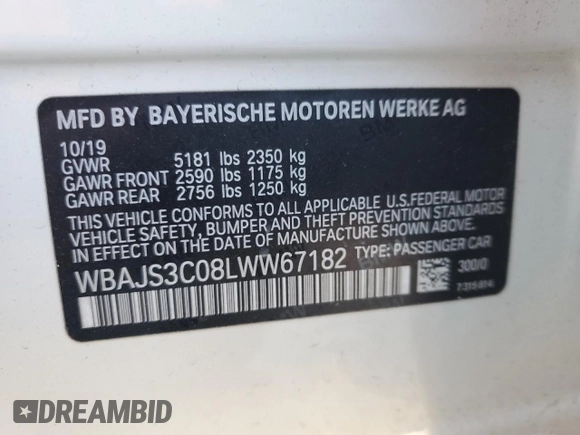 MFD BY BAYERISCHE MOTOREN WERKE AG
10/19
GVWR 5181 lbs 2350 kg
GAWR FRONT 2590 lbs 1175 kg
GAWR REAR 2756 lbs 1250 kg
THIS VEHICLE CONFORMS TO ALL APPLICABLE U.S.FEDERAL MOTOR
VEHICLE SAFETY, BUMPER AND THEFT PREVENTION STANDARDS
IN EFFECT ON THE DATE OF MANUFACTURE SHOWN ABOVE.
WBAJS3C08LWW67182 TYPE: PASSENGER CAR
300/0
DREAMBID